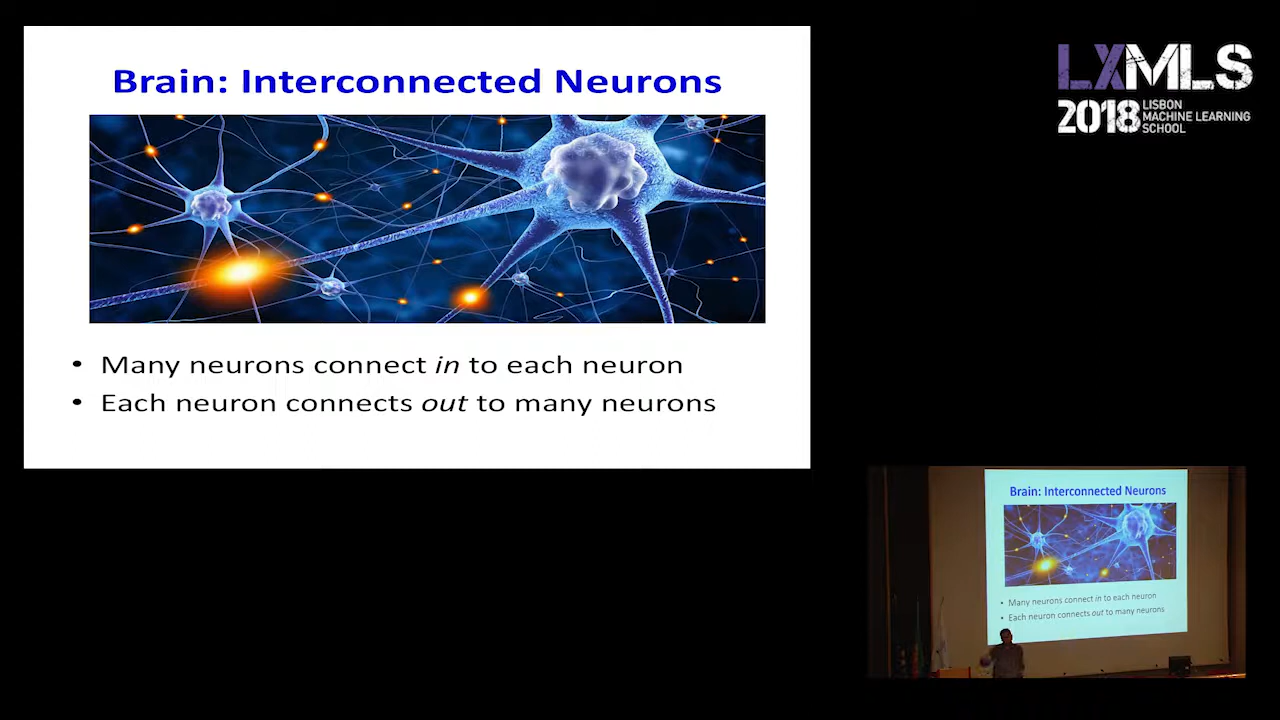 Brain: Interconnected Neurons
• Many neurons connect in to each neuron
• Each neuron connects out to many neurons
LXMLS
2018 LISBON
MACHINE LEARNING
SCHOOL
Brain: Interconnected Neurons
• Many neurons connect in to each neuron
• Each neuron connects out to many neurons